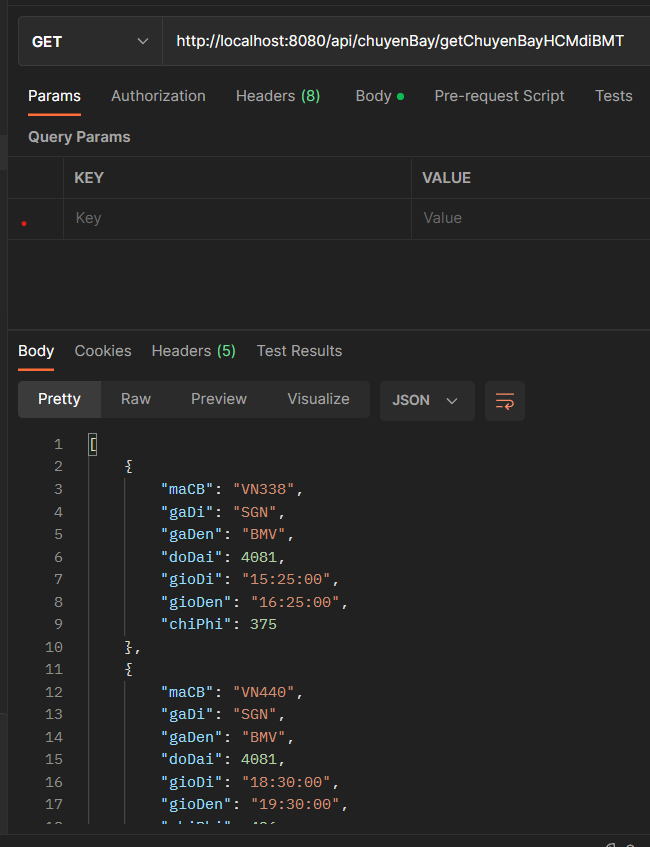 GET http://localhost:8080/api/chuyenBay/getChuyenBayHCMdiBMT
Params Authorization Headers (8) Body Pre-request Script Tests
Query Params
KEY VALUE
Key Value
Body Cookies Headers (5) Test Results
Pretty Raw Preview Visualize JSON
1 [
2 {
3 "maCB": "VN338",
4 "gaDi": "SGN",
5 "gaDen": "BMV",
6 "doDai": 4081,
7 "gioDi": "15:25:00",
8 "gioDen": "16:25:00",
9 "chiPhi": 375
10 },
11 {
12 "maCB": "VN440",
13 "gaDi": "SGN",
14 "gaDen": "BMV",
15 "doDai": 4081,
16 "gioDi": "18:30:00",
17 "gioDen": "19:30:00",